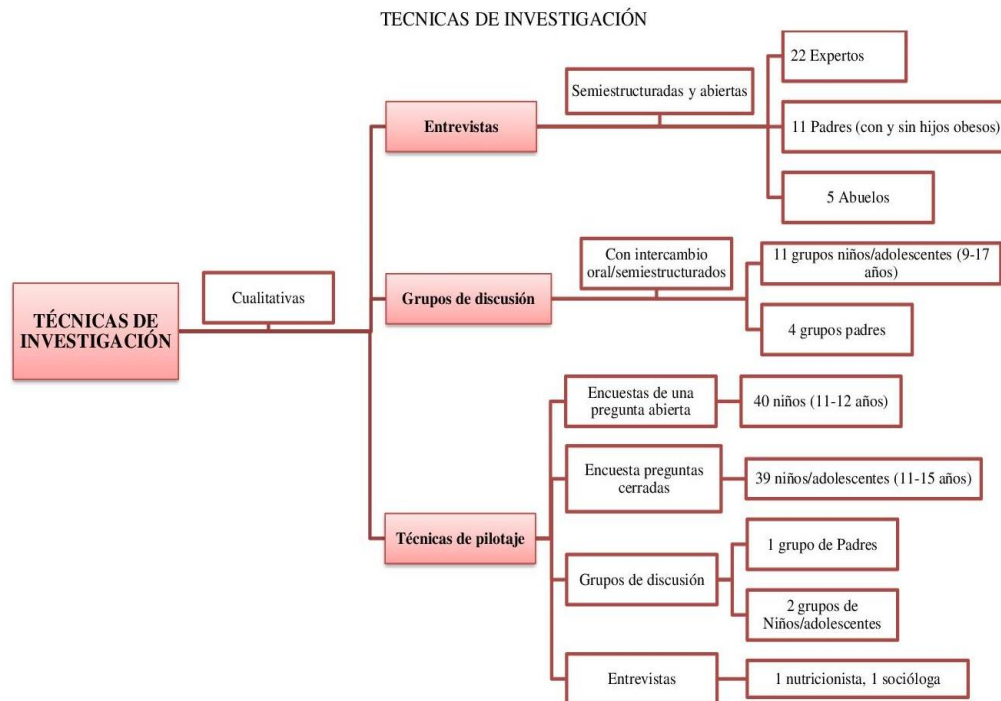 TECNICAS DE INVESTIGACIÓN
TÉCNICAS DE
INVESTIGACIÓN
Cualitativas
Entrevistas
Semiestructuradas y abiertas
22 Expertos
11 Padres (con y sin hijos obesos)
5 Abuelos
Grupos de discusión
Con intercambio
oral/semiestructurados
11 grupos niños/adolescentes (9-17
años)
4 grupos padres
Técnicas de pilotaje
Encuestas de una
pregunta abierta
40 niños (11-12 años)
Encuesta preguntas
cerradas
39 niños/adolescentes (11-15 años)
Grupos de discusión
1 grupo de Padres
2 grupos de
Niños/adolescentes
Entrevistas
1 nutricionista, 1 socióloga